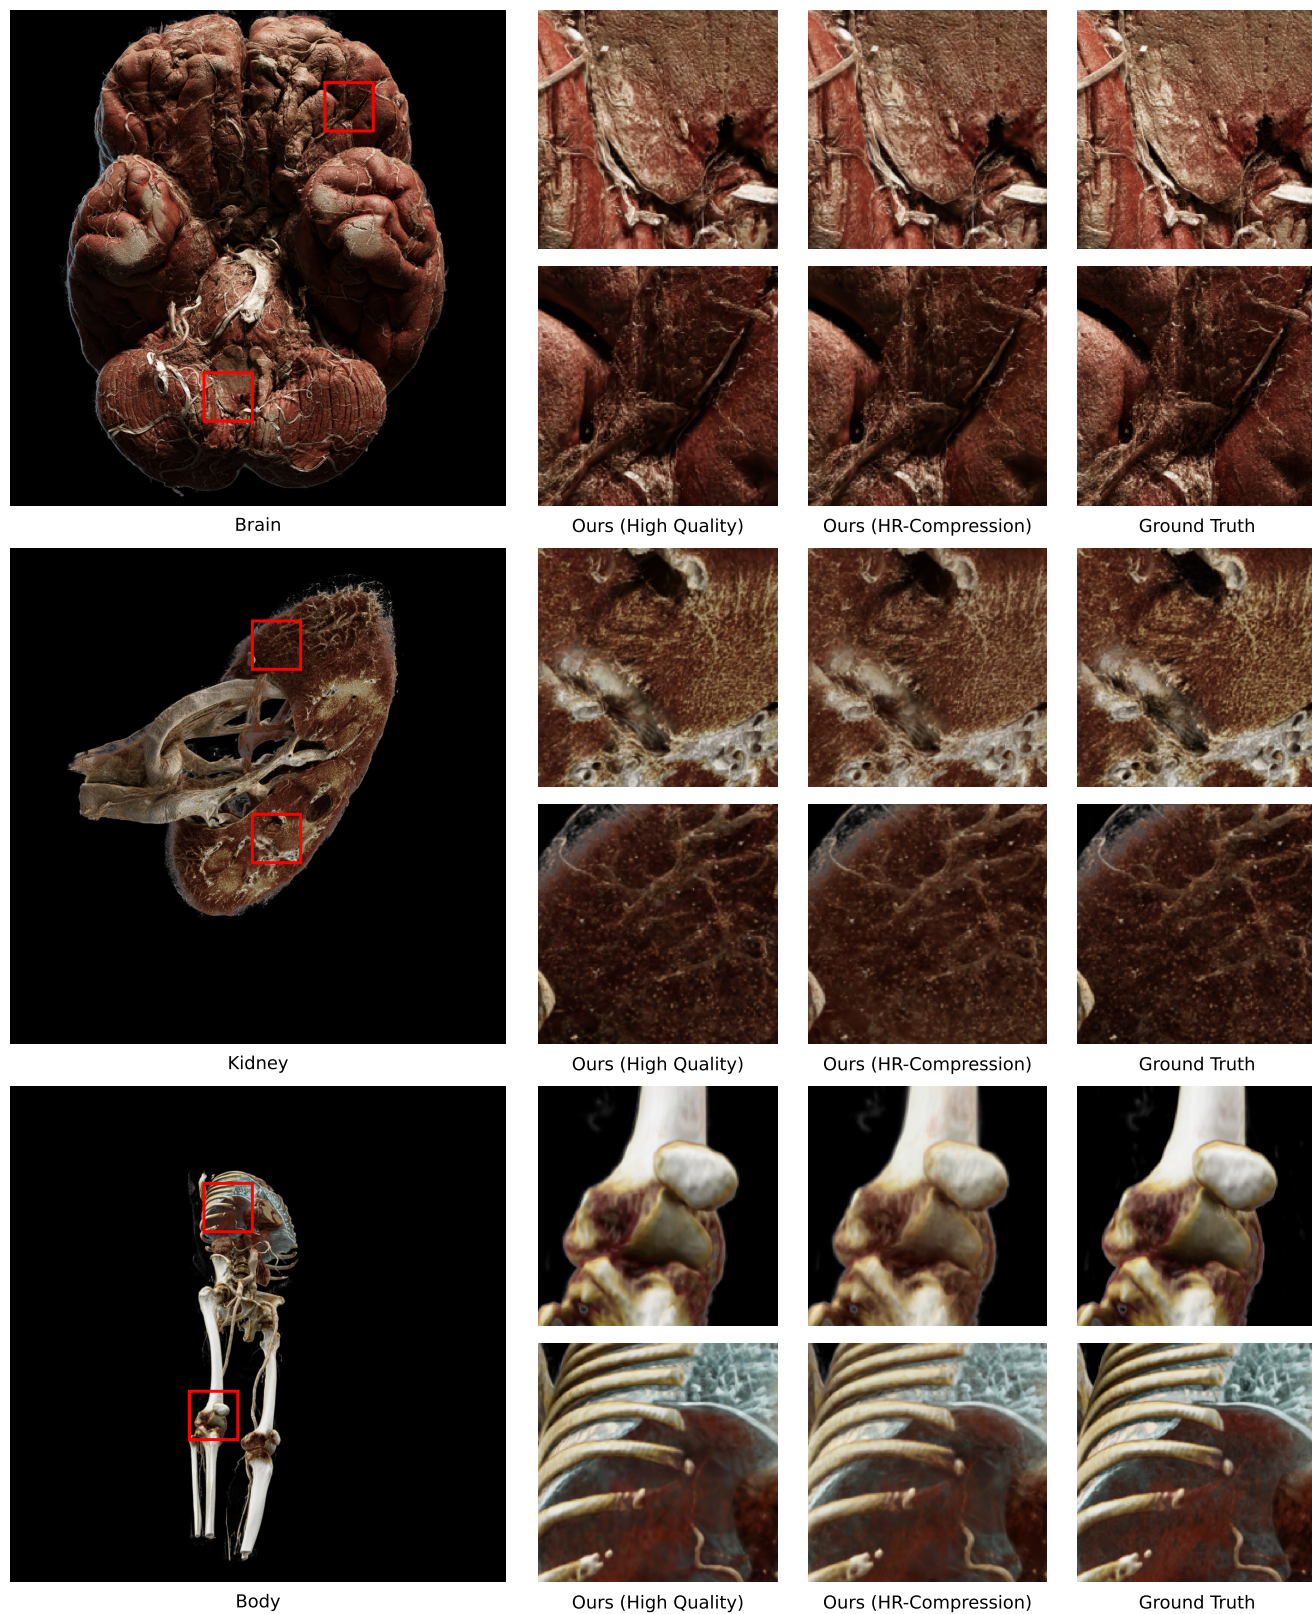 Brain
Ours (High Quality)
Ours (HR-Compression)
Ground Truth
Kidney
Ours (High Quality)
Ours (HR-Compression)
Ground Truth
Body
Ours (High Quality)
Ours (HR-Compression)
Ground Truth